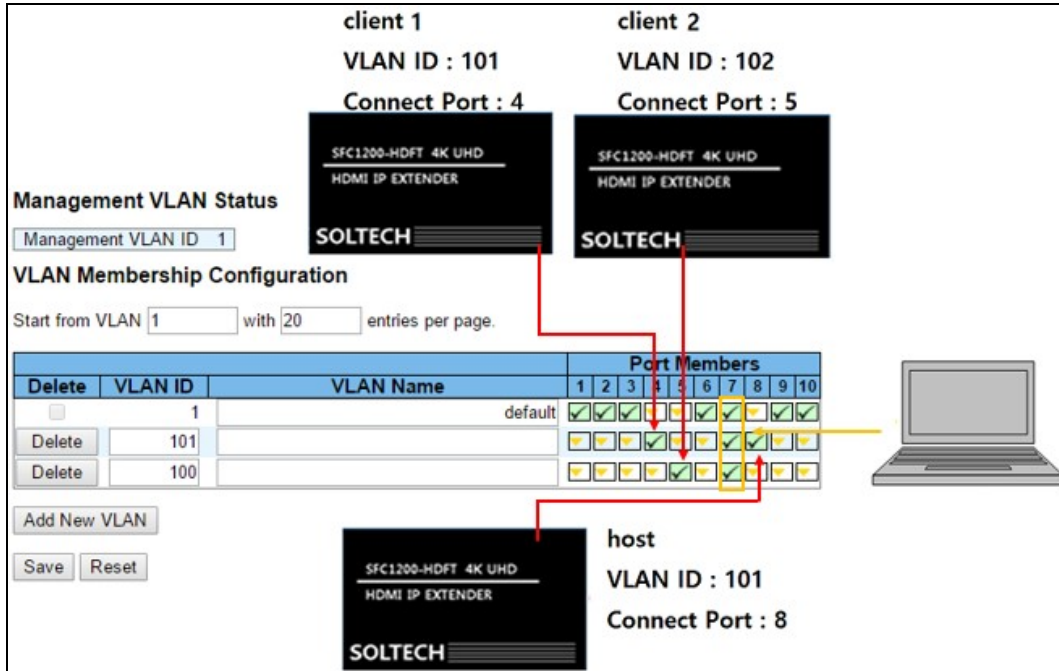 client 1
VLAN ID : 101
Connect Port : 4
client 2
VLAN ID : 102
Connect Port : 5
SFC1200-HDFT 4K UHD
HDMI IP EXTENDER
SOLTECH
SFC1200-HDFT 4K UHD
HDMI IP EXTENDER
SOLTECH
Management VLAN Status
Management VLAN ID 1
VLAN Membership Configuration
Start from VLAN 1 with 20 entries per page.
Port Members
Delete VLAN ID VLAN Name 1 2 3 4 5 6 7 8 9 10
1 default
Delete 101
Delete 100
Add New VLAN
Save Reset
SFC1200-HDFT 4K UHD
HDMI IP EXTENDER
SOLTECH
host
VLAN ID : 101
Connect Port : 8